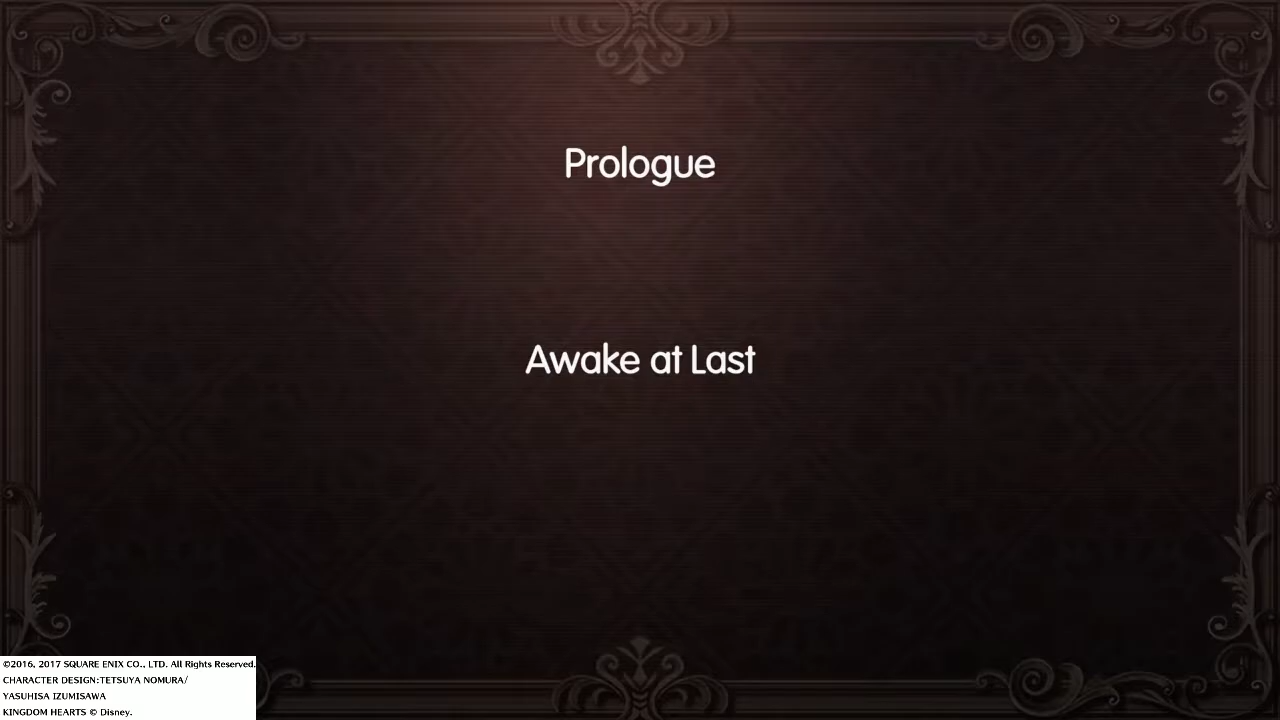 Prologue
Awake at Last
©2016, 2017 SQUARE ENIX CO., LTD. All Rights Reserved.
CHARACTER DESIGN:TETSUYA NOMURA/
YASUHISA IZUMISAWA
KINGDOM HEARTS © Disney.